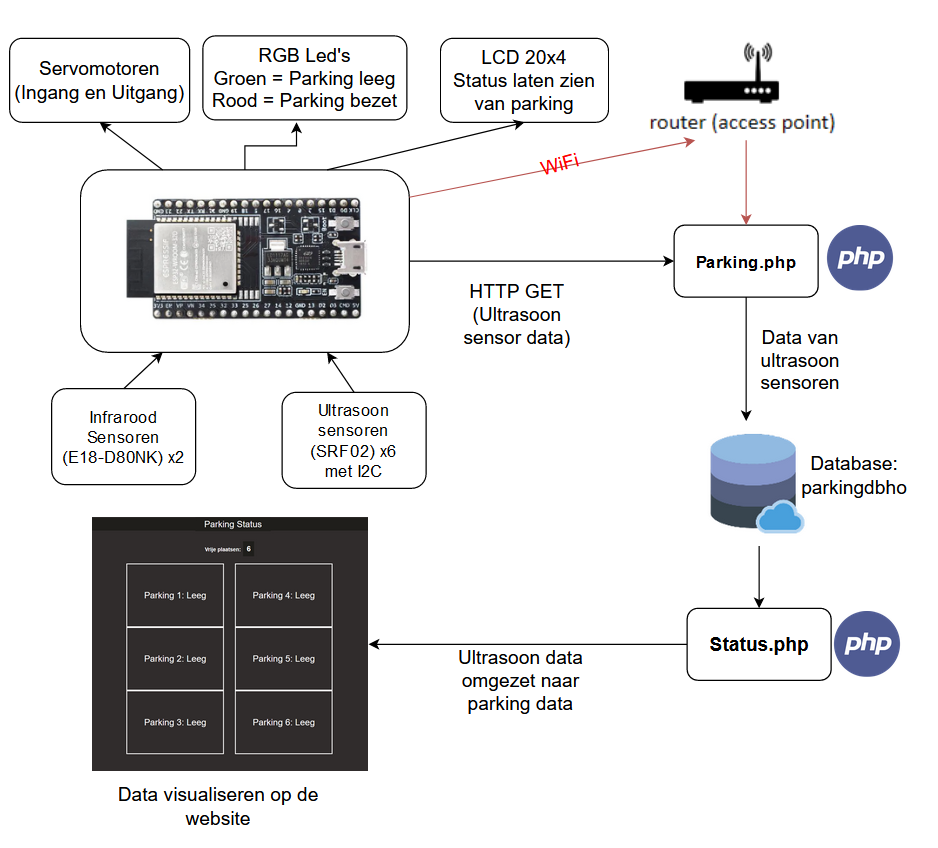 Servomotoren
(Ingang en Uitgang)
RGB Led's
Groen = Parking leeg
Rood = Parking bezet
LCD 20x4
Status laten zien
van parking
router (access point)
WiFi
Parking.php
php
HTTP GET
(Ultrasoon
sensor data)
Data van
ultrasoon
sensoren
Infrarood
Sensoren
(E18-D80NK) x2
Ultrasoon
sensoren
(SRF02) x6
met I2C
Database:
parkingdbho
Parking Status
Vrije plaatsen: 6
Parking 1: Leeg
Parking 4: Leeg
Parking 2: Leeg
Parking 5: Leeg
Parking 3: Leeg
Parking 6: Leeg
Status.php
php
Ultrasoon data
omgezet naar
parking data
Data visualiseren op de
website